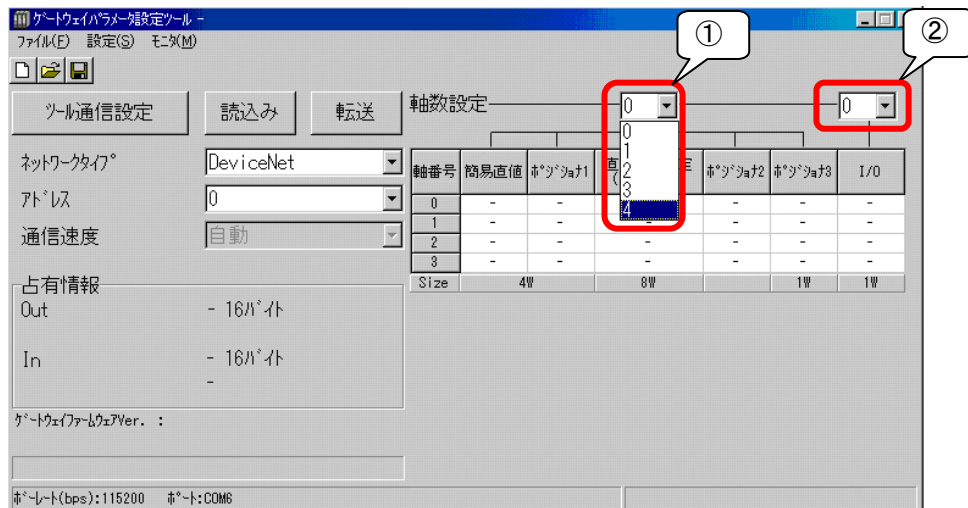 ｹﾞｰﾄｳｪｲﾊﾟﾗﾒｰﾀ設定ﾂｰﾙ -
ﾌｧｲﾙ(F) 設定(S) ﾓﾆﾀ(M)
① ②
ﾂｰﾙ通信設定 読込み 転送
軸数設定 0 0
0
1
2
3
4
ﾈｯﾄﾜｰｸﾀｲﾌﾟ DeviceNet
ｱﾄﾞﾚｽ 0
通信速度 自動
軸番号 簡易直値 ﾎﾟｼﾞｼｮﾅ1 ﾎﾟｼﾞｼｮﾅ2 ﾎﾟｼﾞｼｮﾅ3 I/O
0 - - - - -
1 - - - - - -
2 - - - - - -
3 - - - - - -
Size 4W 8W 1W 1W
占有情報
Out - 16ﾊﾞｲﾄ
In - 16ﾊﾞｲﾄ
-
ｹﾞｰﾄｳｪｲﾌｧｰﾑｳｪｱVer. :
ﾎﾞｰﾚｰﾄ(bps):115200 ﾎﾟｰﾄ:COM6